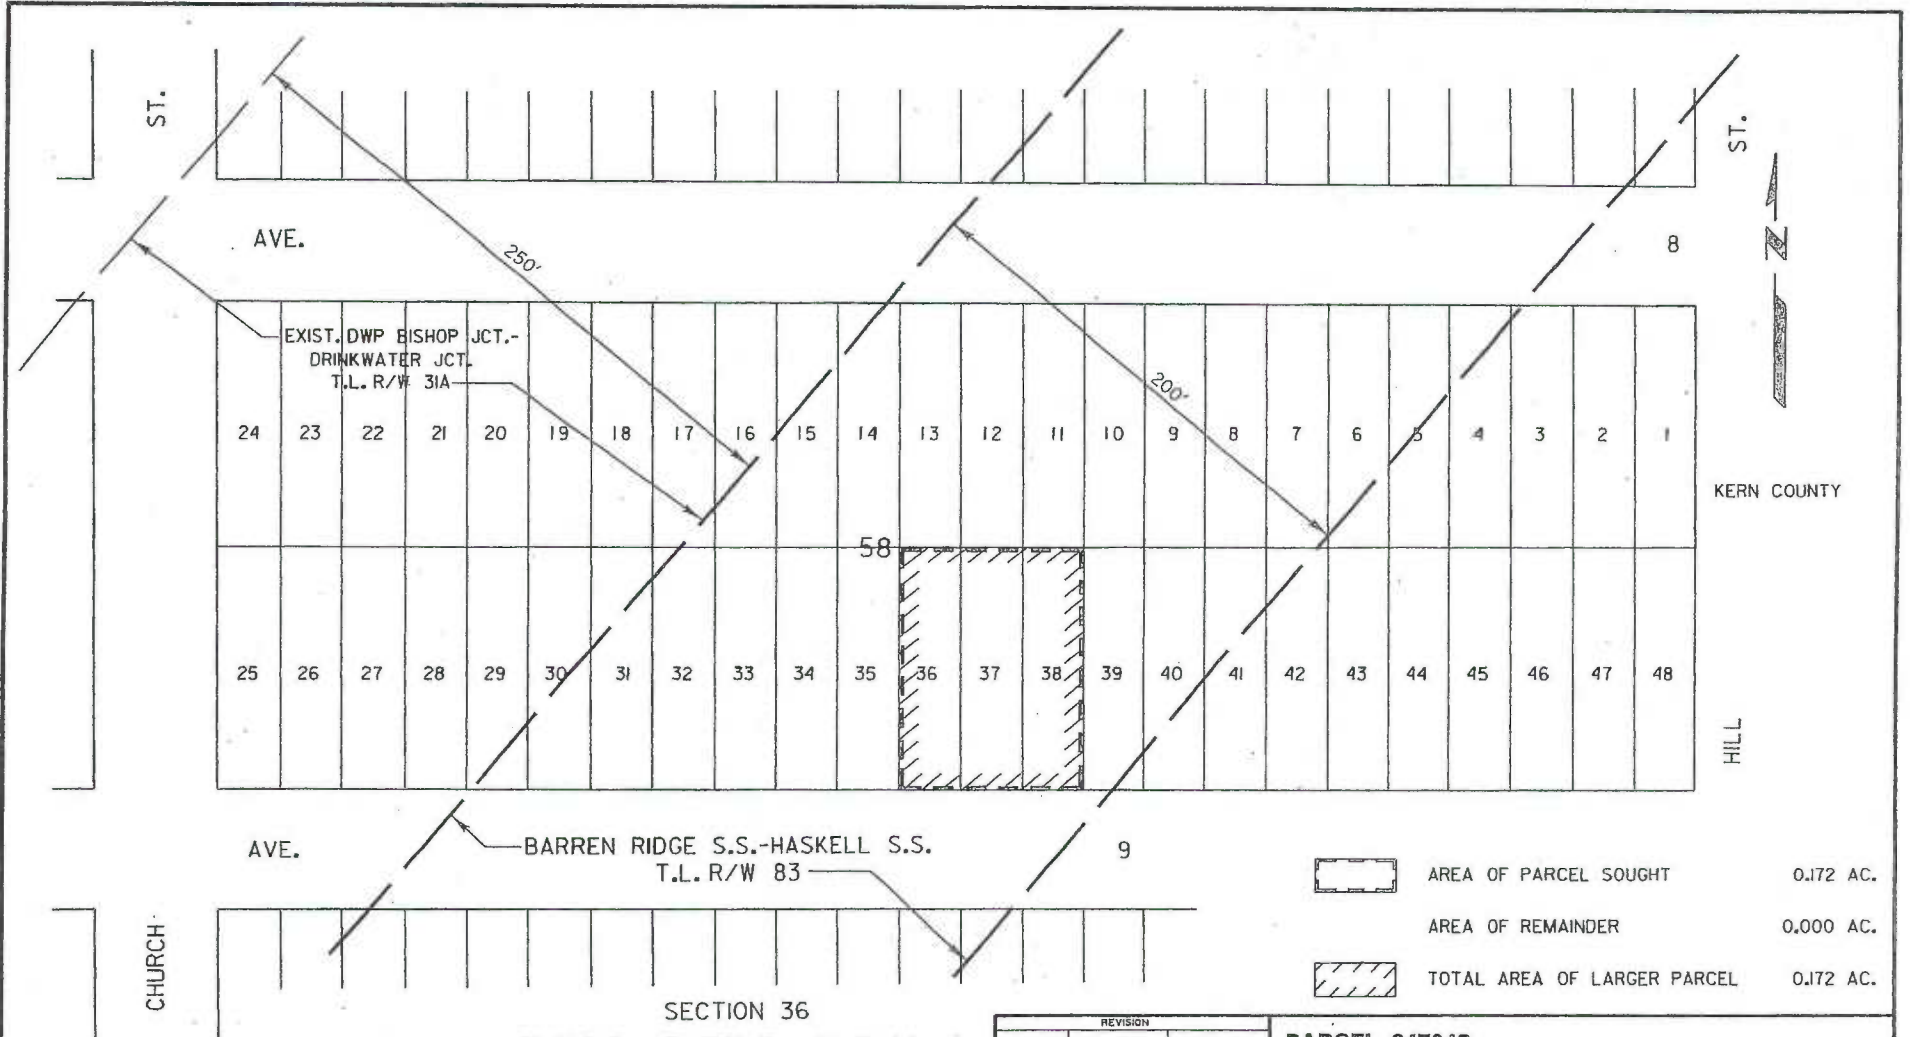 ST.
ST.
AVE.
8
250'
EXIST. DWP BISHOP JCT.-
DRINKWATER JCT.
T.L. R/W 31A
200'
N
24 23 22 21 20 19 18 17 16 15 14 13 12 11 10 9 8 7 6 5 4 3 2 1
KERN COUNTY
58
25 26 27 28 29 30 31 32 33 34 35 36 37 38 39 40 41 42 43 44 45 46 47 48
HILL
AVE.
BARREN RIDGE S.S.-HASKELL S.S.
T.L. R/W 83
9
AREA OF PARCEL SOUGHT 0.172 AC.
AREA OF REMAINDER 0.000 AC.
TOTAL AREA OF LARGER PARCEL 0.172 AC.
CHURCH
SECTION 36
REVISION